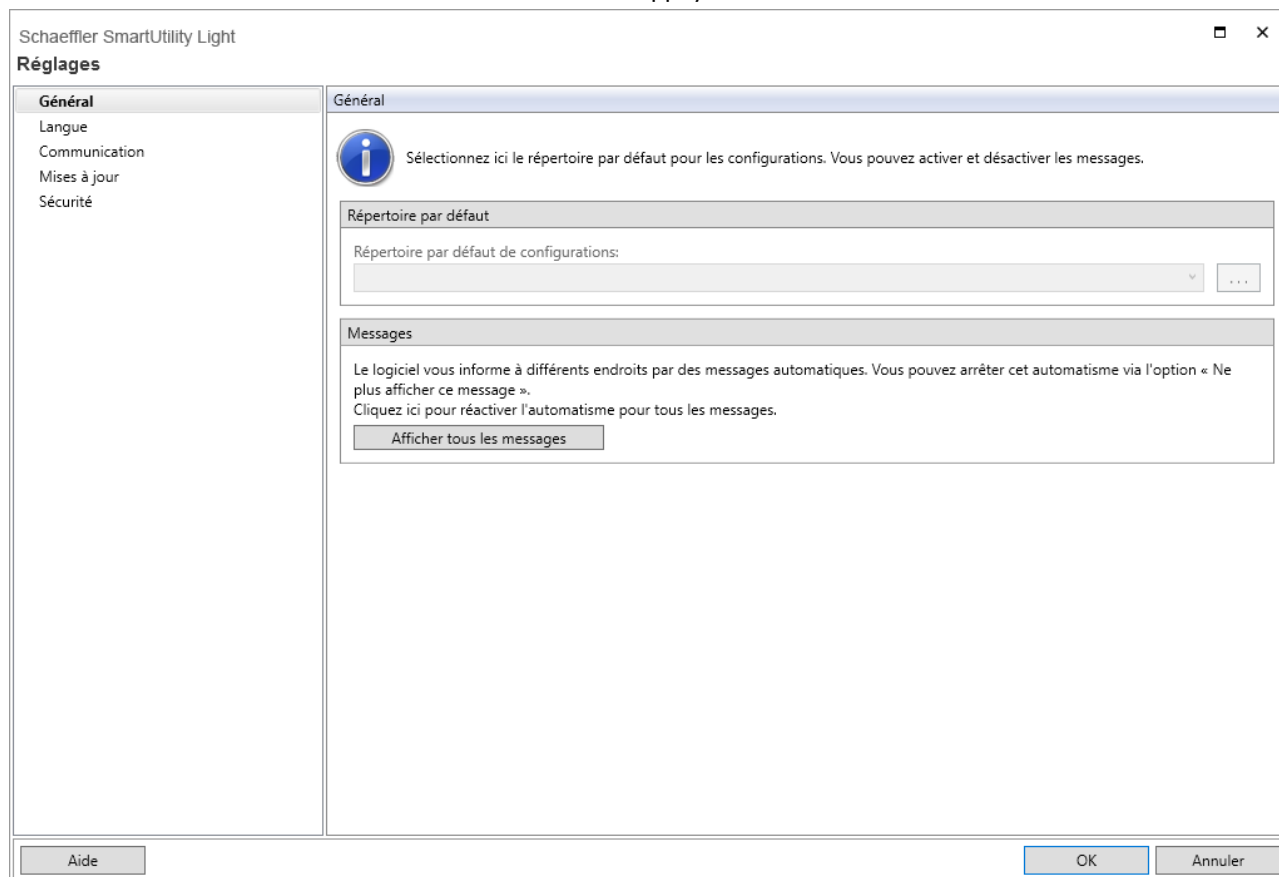 Schaeffler SmartUtility Light
Réglages
Général
Langue
Communication
Mises à jour
Sécurité
Général
Sélectionnez ici le répertoire par défaut pour les configurations. Vous pouvez activer et désactiver les messages.
Répertoire par défaut
Répertoire par défaut de configurations:
...
Messages
Le logiciel vous informe à différents endroits par des messages automatiques. Vous pouvez arrêter cet automatisme via l'option « Ne
plus afficher ce message ».
Cliquez ici pour réactiver l'automatisme pour tous les messages.
Afficher tous les messages
Aide
OK
Annuler